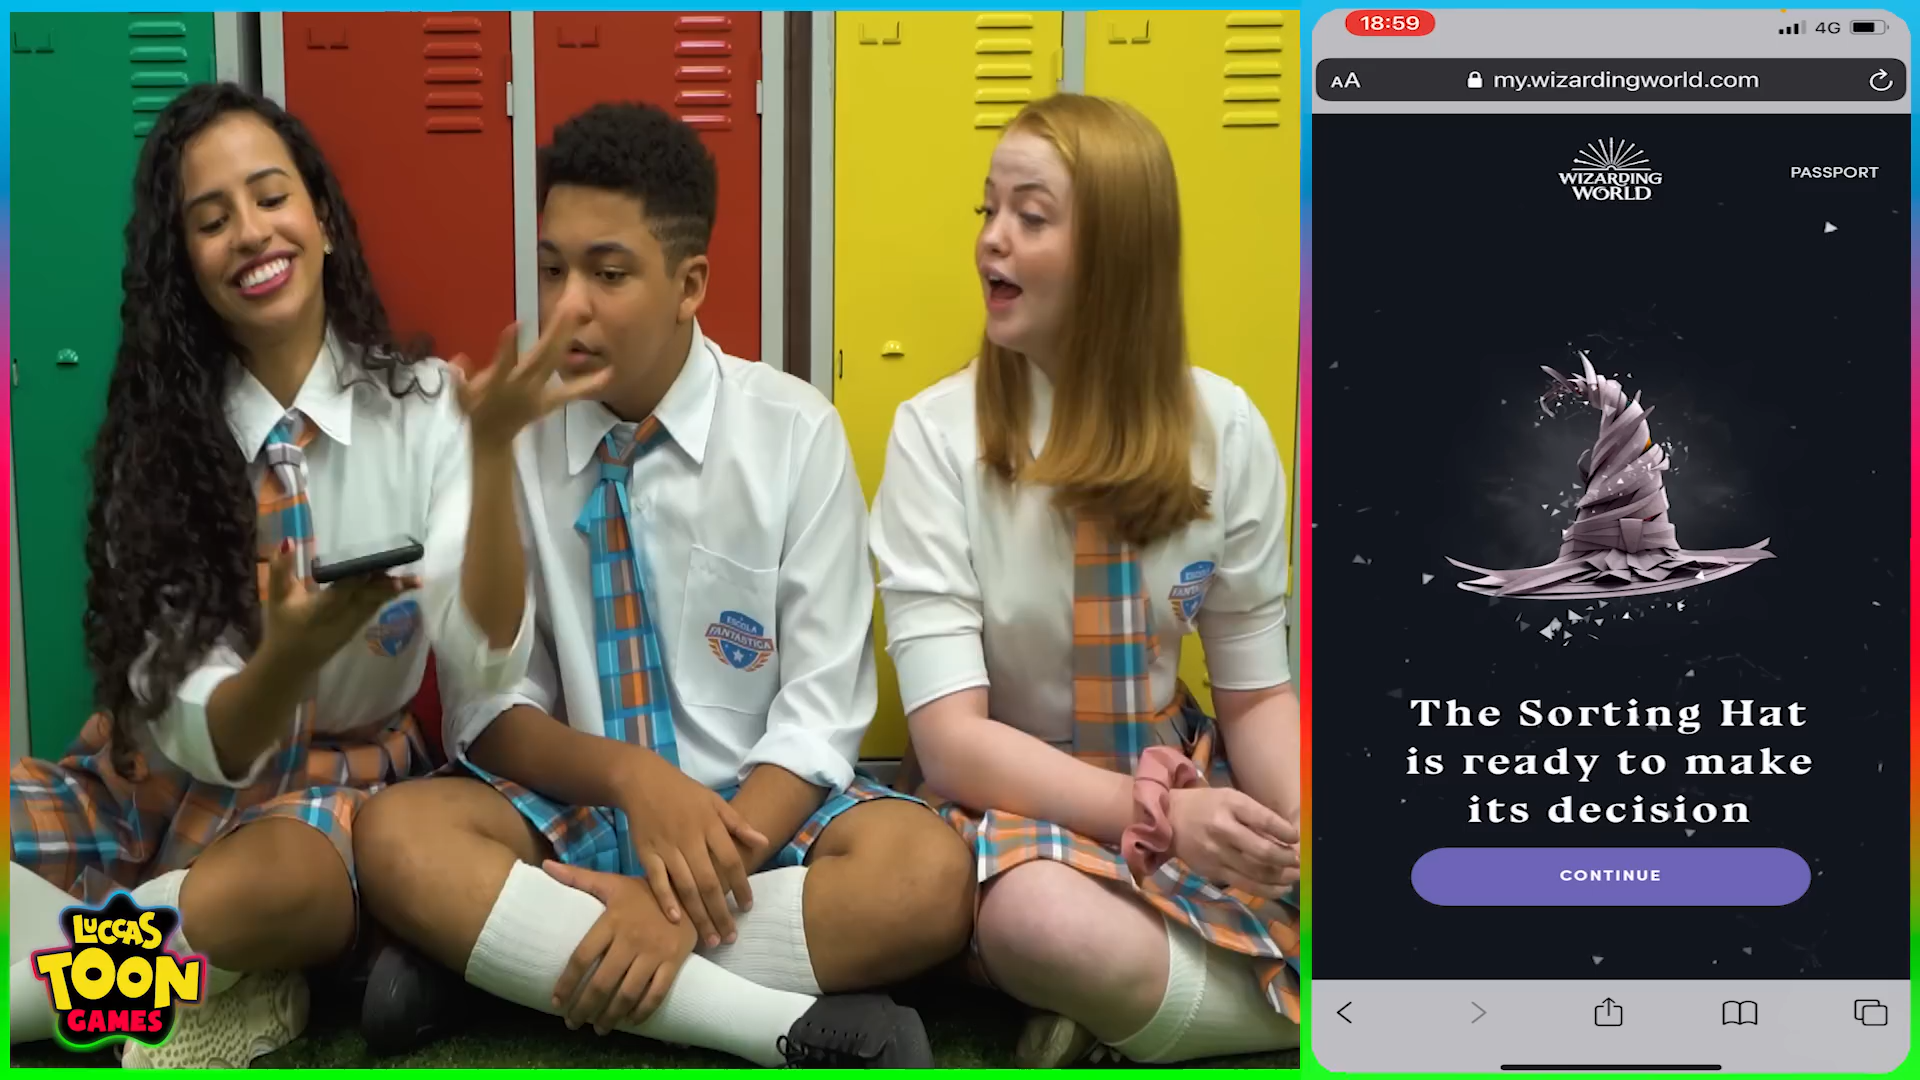 18:59
4G
AA
my.wizardingworld.com
WIZARDING
WORLD
PASSPORT
The Sorting Hat
is ready to make
its decision
CONTINUE
ESCOLA
FANTÁSTICA
ESCOLA
LUCCAS
TOON
GAMES